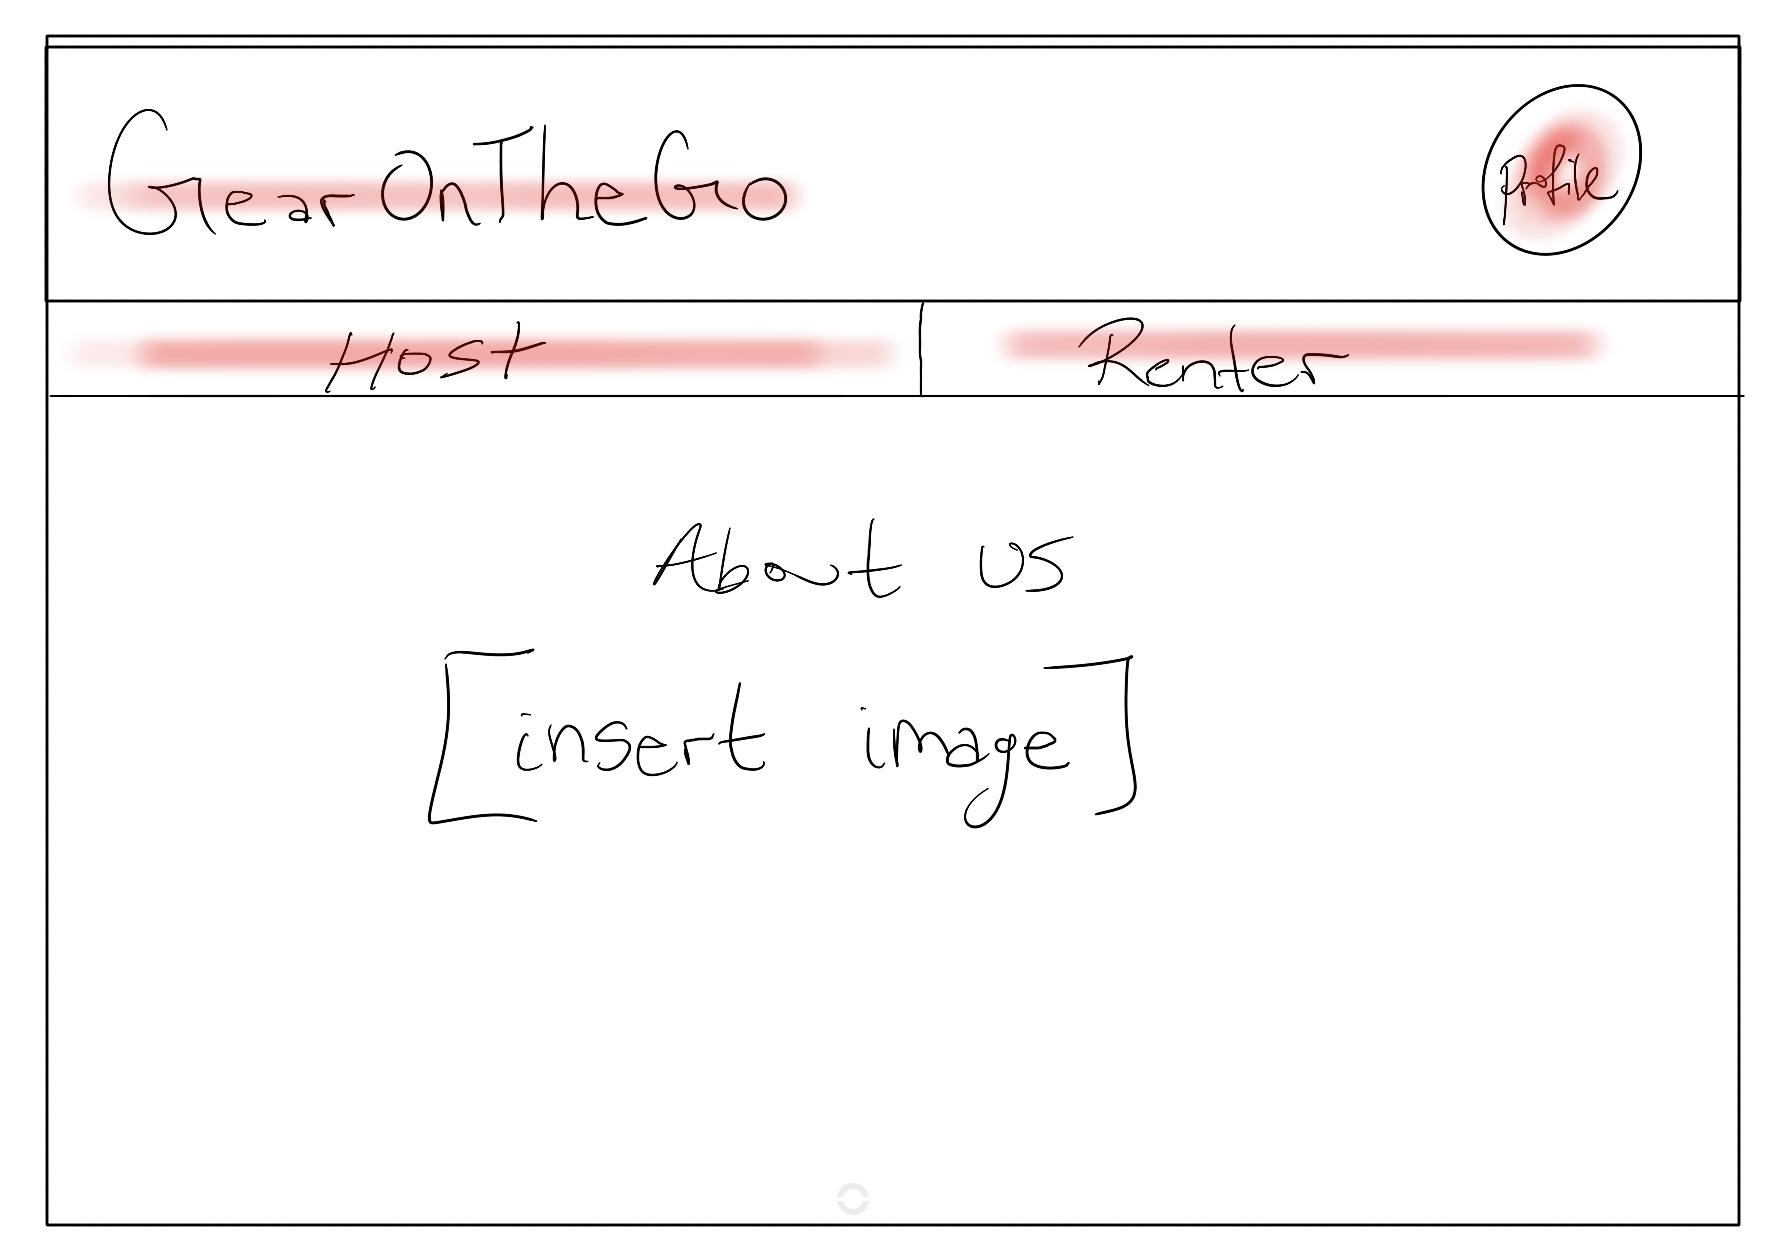 GearOnTheGo
Profile
Host
Renter
About us
[insert image]